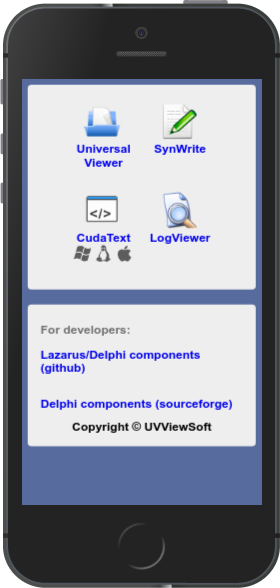 Universal
Viewer
SynWrite
</>
CudaText
LogViewer
For developers:
Lazarus/Delphi components
(github)
Delphi components (sourceforge)
Copyright © UVViewSoft